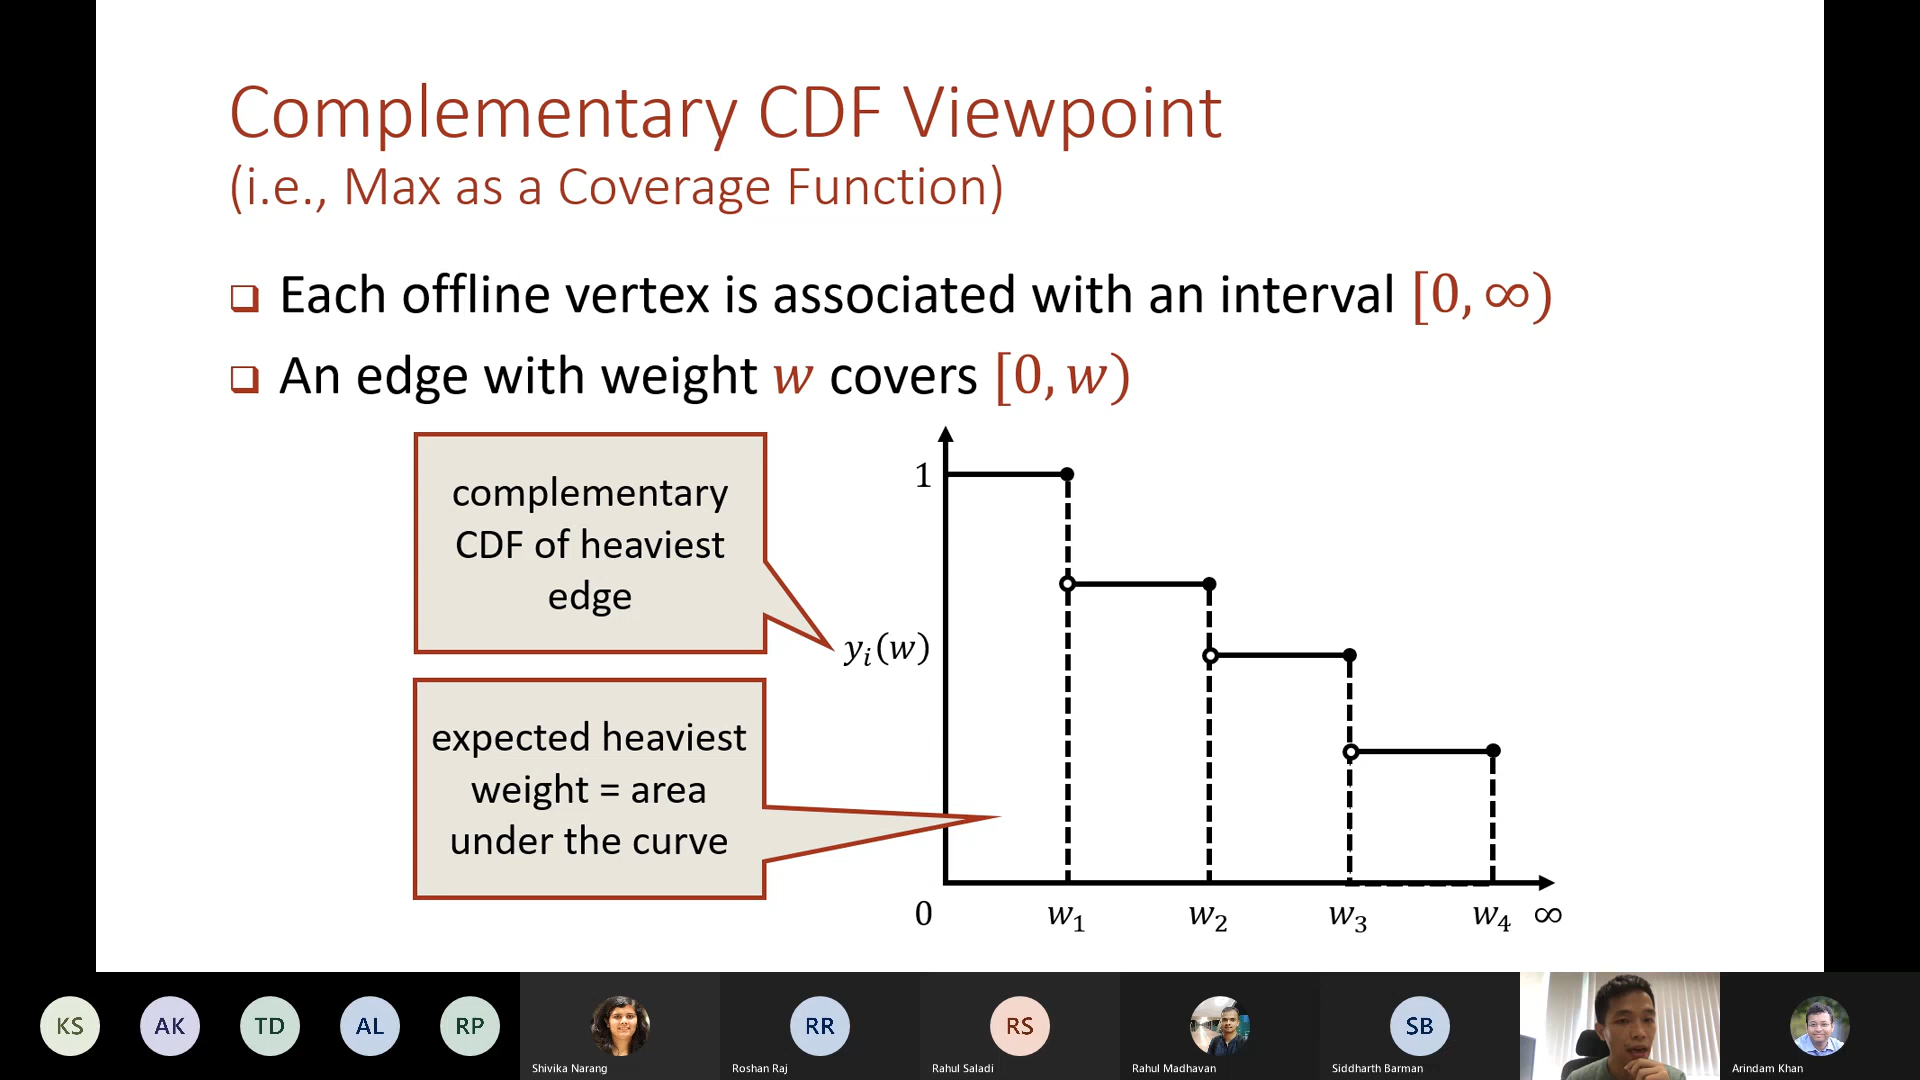 Complementary CDF Viewpoint
(i.e., Max as a Coverage Function)
❑ Each offline vertex is associated with an interval [0, ∞)
❑ An edge with weight w covers [0, w)
complementary
CDF of heaviest
edge
expected heaviest
weight = area
under the curve
1
yᵢ(w)
0 w₁ w₂ w₃ w₄ ∞
KS AK TD AL RP RR RS SB
Shivika Narang Roshan Raj Rahul Saladi Rahul Madhavan Siddharth Barman Arindam Khan